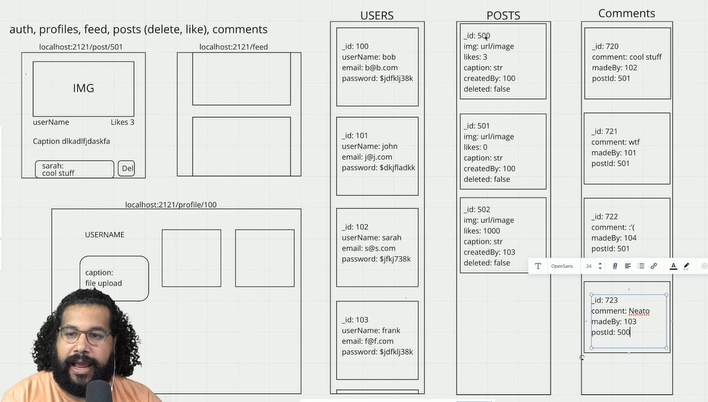 auth, profiles, feed, posts (delete, like), comments
localhost:2121/post/501
IMG
userName Likes 3
Caption dlkadlfjdaskfa
sarah:
cool stuff
Del
localhost:2121/feed
localhost:2121/profile/100
USERNAME
caption:
file upload
USERS
_id: 100
userName: bob
email: b@b.com
password: $jdfklj38k
_id: 101
userName: john
email: j@j.com
password: $dkjfladkk
_id: 102
userName: sarah
email: s@s.com
password: $jfkj738k
_id: 103
userName: frank
email: f@f.com
password: $jdfklj38k
POSTS
_id: 500
img: url/image
likes: 3
caption: str
createdBy: 100
deleted: false
_id: 501
img: url/image
likes: 0
caption: str
createdBy: 100
deleted: false
_id: 502
img: url/image
likes: 1000
caption: str
createdBy: 103
deleted: false
Comments
_id: 720
comment: cool stuff
madeBy: 102
postId: 501
_id: 721
comment: wtf
madeBy: 101
postId: 501
_id: 722
comment: :'(
madeBy: 104
postId: 501
OpenSans 24
_id: 723
comment: Neato
madeBy: 103
postId: 500